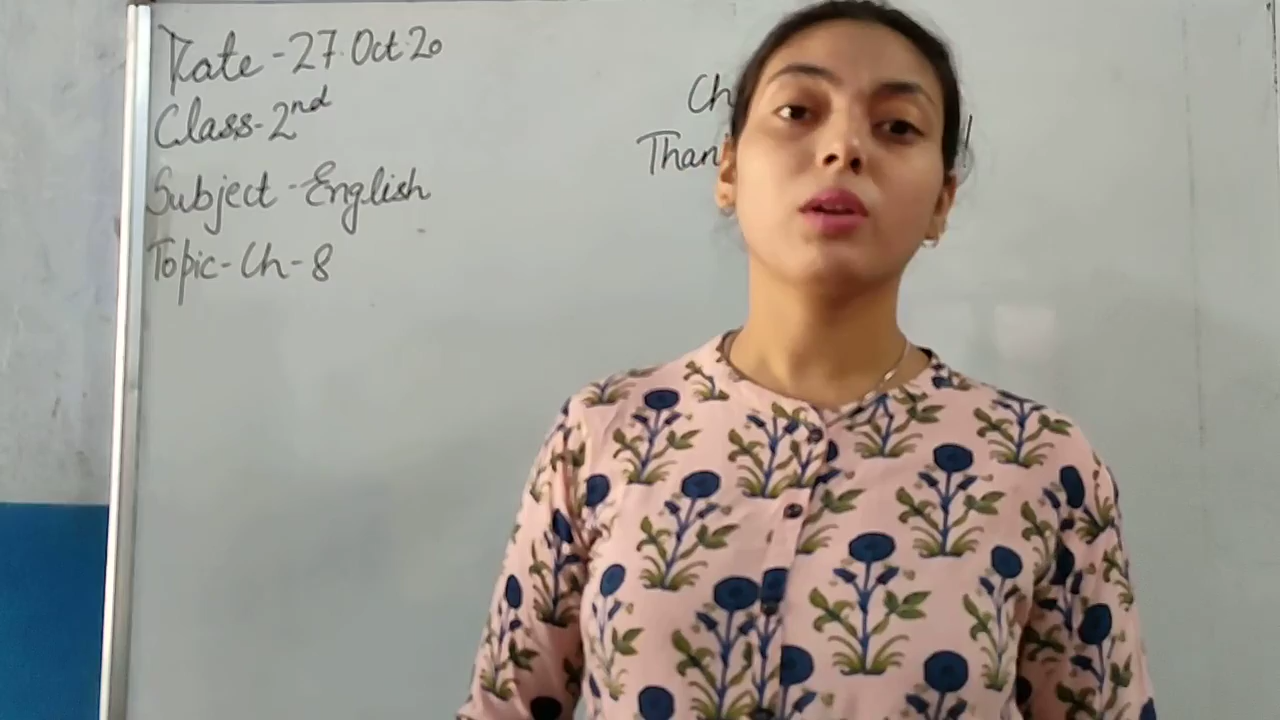 Date - 27 Oct 20
Class - 2nd
Subject - English
Topic - Ch - 8
Ch
Than